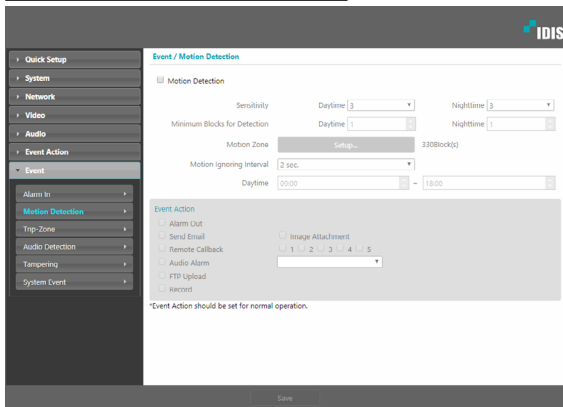 IDIS
Quick Setup
System
Network
Video
Audio
Event Action
Event
Alarm In
Motion Detection
Trip-Zone
Audio Detection
Tampering
System Event
Event / Motion Detection
Motion Detection
Sensitivity Daytime 3 Nighttime 3
Minimum Blocks for Detection Daytime 1 Nighttime 1
Motion Zone Setup... 330Block(s)
Motion Ignoring Interval 2 sec.
Daytime 09:00 ~ 18:00
Event Action
Alarm Out
Send Email Image Attachment
Remote Callback 1 2 3 4 5
Audio Alarm
FTP Upload
Record
*Event Action should be set for normal operation.
Save